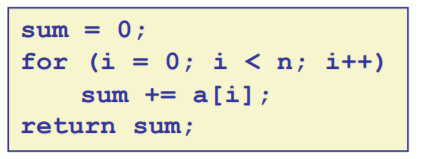 sum = 0;
for (i = 0; i < n; i++)
    sum += a[i];
return sum;